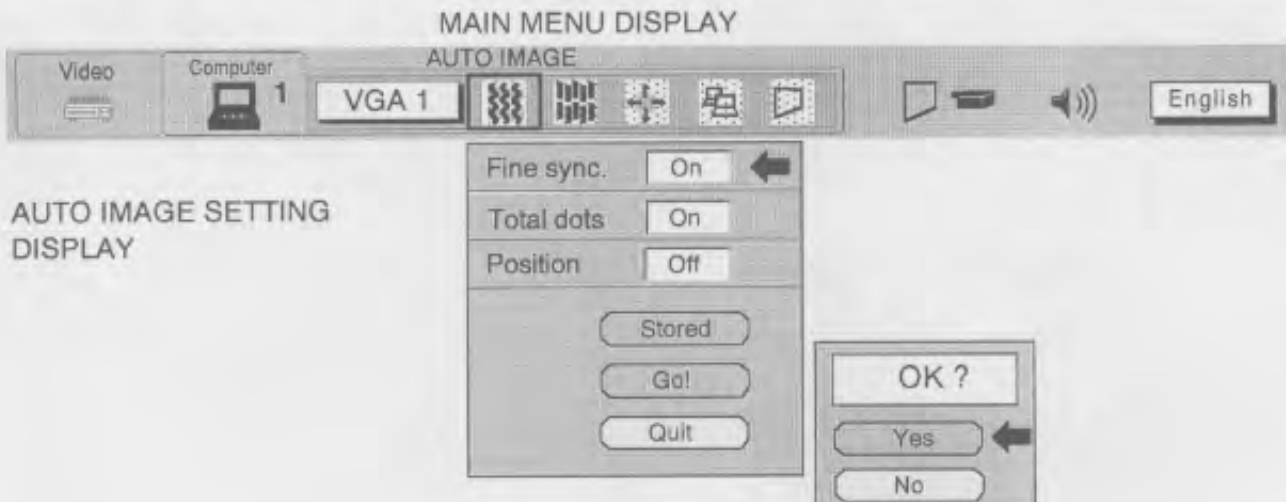 MAIN MENU DISPLAY
AUTO IMAGE
Video
Computer
1
VGA 1
English
AUTO IMAGE SETTING
DISPLAY
Fine sync. On
Total dots On
Position Off
Stored
Go!
Quit
OK ?
Yes
No